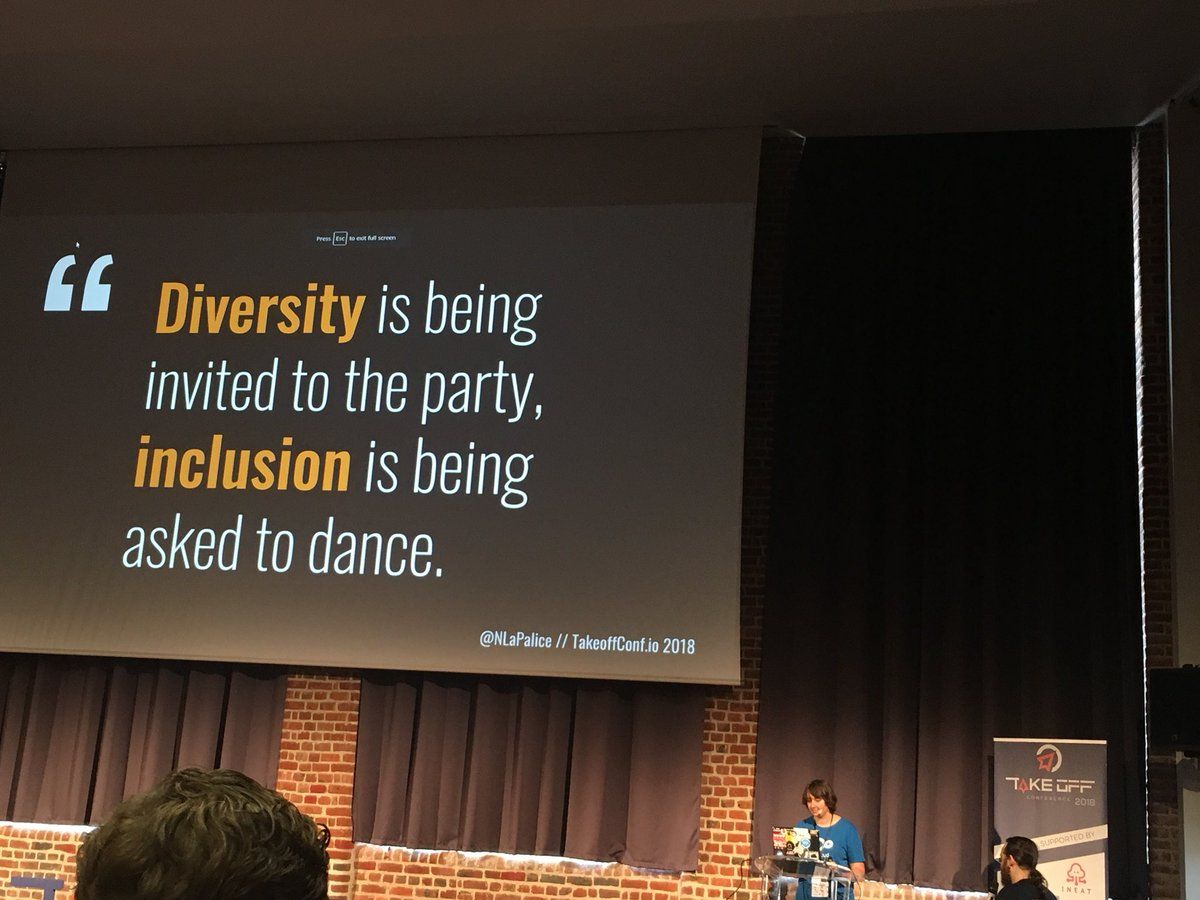 Press Esc to exit full screen
“
Diversity is being
invited to the party,
inclusion is being
asked to dance.
@NLaPalice // TakeoffConf.io 2018
TAKE OFF
CONFERENCE 2018
SUPPORTED BY
INEAT